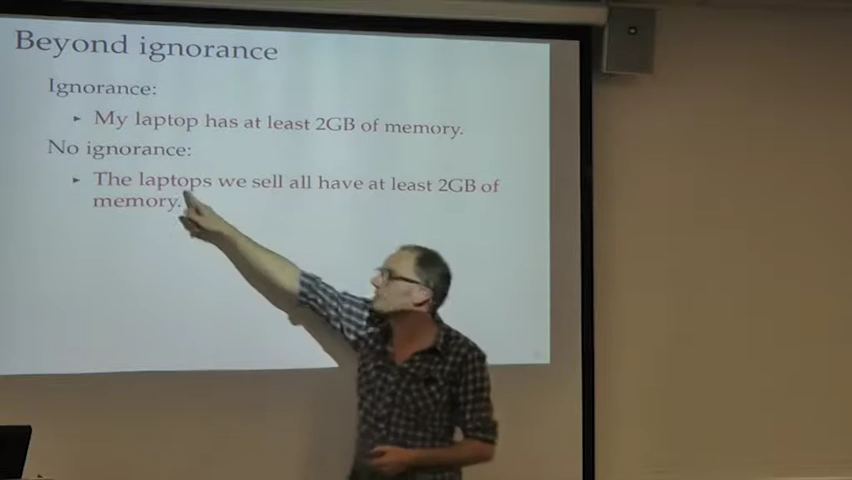 Beyond ignorance
Ignorance:
► My laptop has at least 2GB of memory.
No ignorance:
► The laptops we sell all have at least 2GB of
memory.